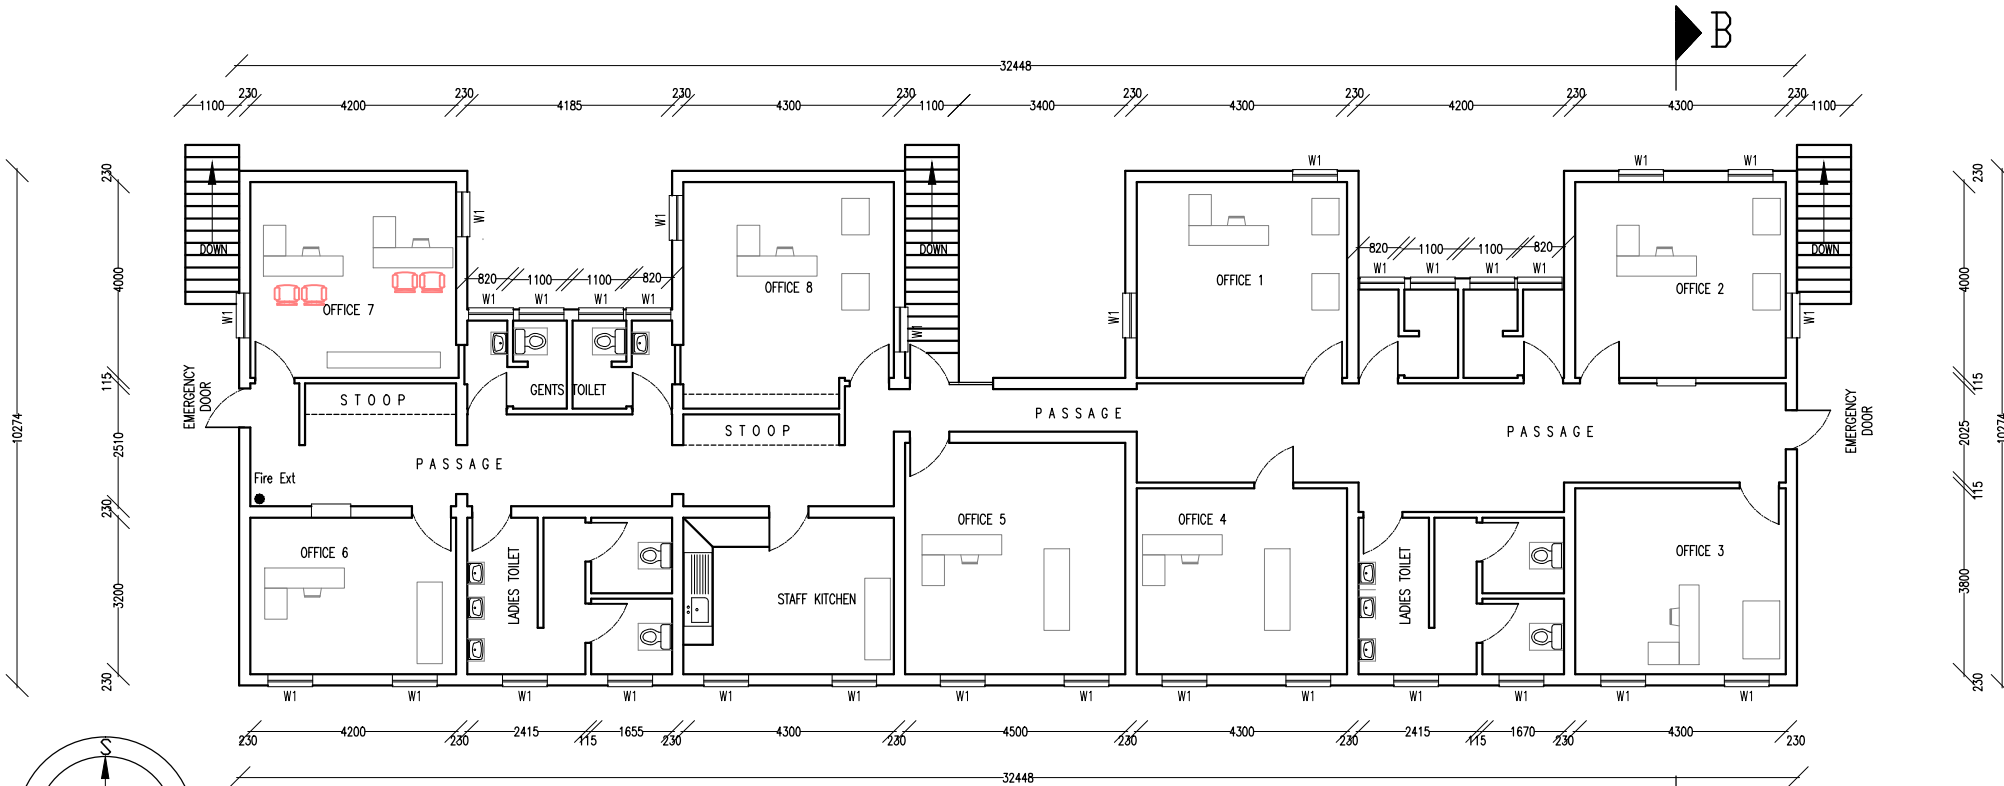 B
32448
1100 230 4200 230 4185 230 4300 230 1100 3400 230 4300 230 4200 230 4300 230 1100
W1 W1 W1
230 230 230
W1 W1
DOWN DOWN DOWN
820 1100 1100 820
820 1100 1100 820
W1 W1 W1 W1
W1 W1 W1 W1
4000 4000
OFFICE 7 OFFICE 8 OFFICE 1 OFFICE 2
W1 W1 W1 W1
EMERGENCY
DOOR
115 115
STOOP
GENTS TOILET
STOOP
PASSAGE
PASSAGE
PASSAGE
EMERGENCY
DOOR
10274 2510 2025 10274
Fire Ext
230 115
OFFICE 6 OFFICE 5 OFFICE 4 OFFICE 3
LADIES TOILET
STAFF KITCHEN
LADIES TOILET
3200 3800
230 230
W1 W1 W1 W1 W1 W1 W1 W1 W1 W1 W1 W1 W1 W1
230 4200 230 2415 115 1655 230 4300 230 4500 230 4300 230 2415 115 1670 230 4300 230
S
32448